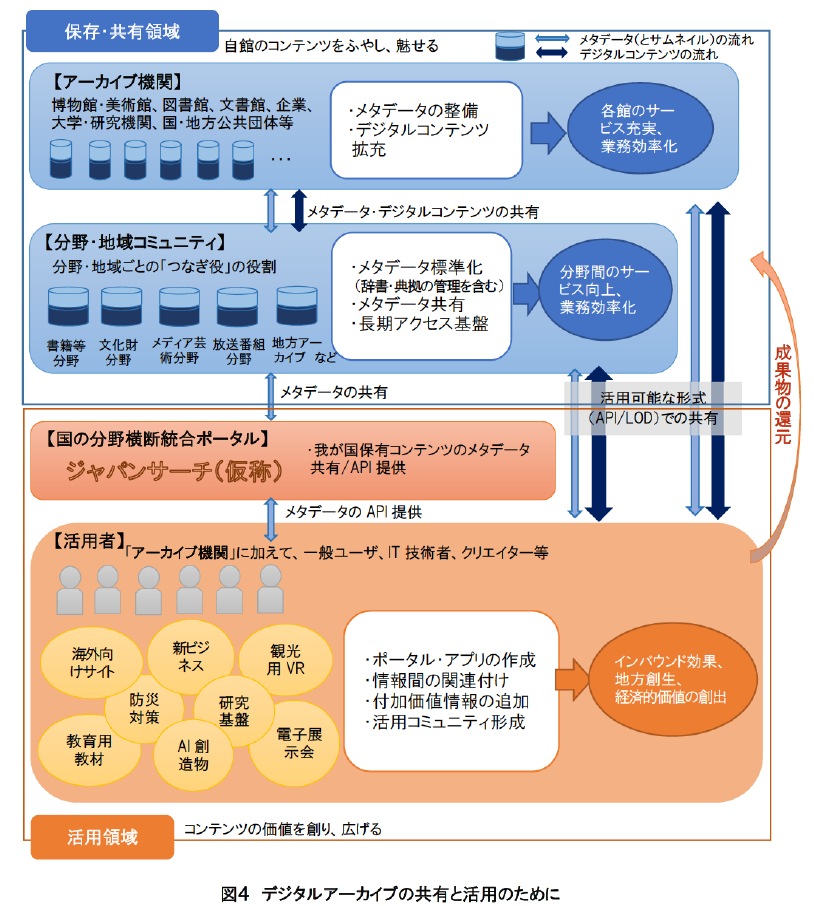 保存・共有領域
自館のコンテンツをふやし、魅せる
メタデータ(とサムネイル)の流れ
デジタルコンテンツの流れ
【アーカイブ機関】
博物館・美術館、図書館、文書館、企業、
大学・研究機関、国・地方公共団体等
…
・メタデータの整備
・デジタルコンテンツ
拡充
各館のサー
ビス充実、
業務効率化
メタデータ・デジタルコンテンツの共有
【分野・地域コミュニティ】
分野・地域ごとの「つなぎ役」の役割
書籍等
分野
文化財
分野
メディア芸
術分野
放送番組
分野
地方アー
カイブ など
・メタデータ標準化
(辞書・典拠の管理を含む)
・メタデータ共有
・長期アクセス基盤
分野間のサー
ビス向上、
業務効率化
メタデータの共有
活用可能な形式
(API/LOD)での共有
成果物の還元
【国の分野横断統合ポータル】
ジャパンサーチ(仮称)
・我が国保有コンテンツのメタデータ
共有/API 提供
メタデータの API 提供
【活用者】
「アーカイブ機関」に加えて、一般ユーザ、IT 技術者、クリエイター等
海外向
けサイト
新ビジ
ネス
観光
用 VR
防災
対策
研究
基盤
教育用
教材
AI 創
造物
電子展
示会
・ポータル・アプリの作成
・情報間の関連付け
・付加価値情報の追加
・活用コミュニティ形成
インバウンド効果、
地方創生、
経済的価値の創出
活用領域
コンテンツの価値を創り、広げる
図4 デジタルアーカイブの共有と活用のために